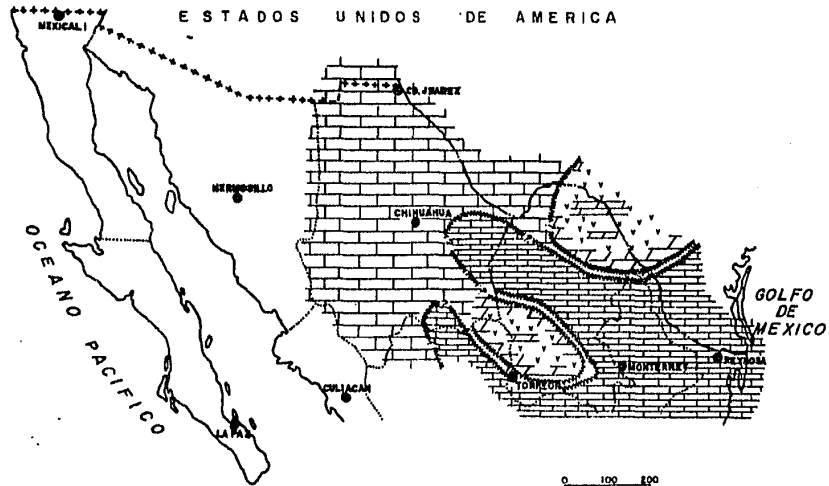 ESTADOS UNIDOS DE AMERICA
MEXICALI
CD. JUAREZ
HERMOSILLO
CHIHUAHUA
OCEANO PACIFICO
GOLFO
DE
MEXICO
REYNOSA
MONTERREY
TORREON
CULIACAN
LA PAZ
0 100 200